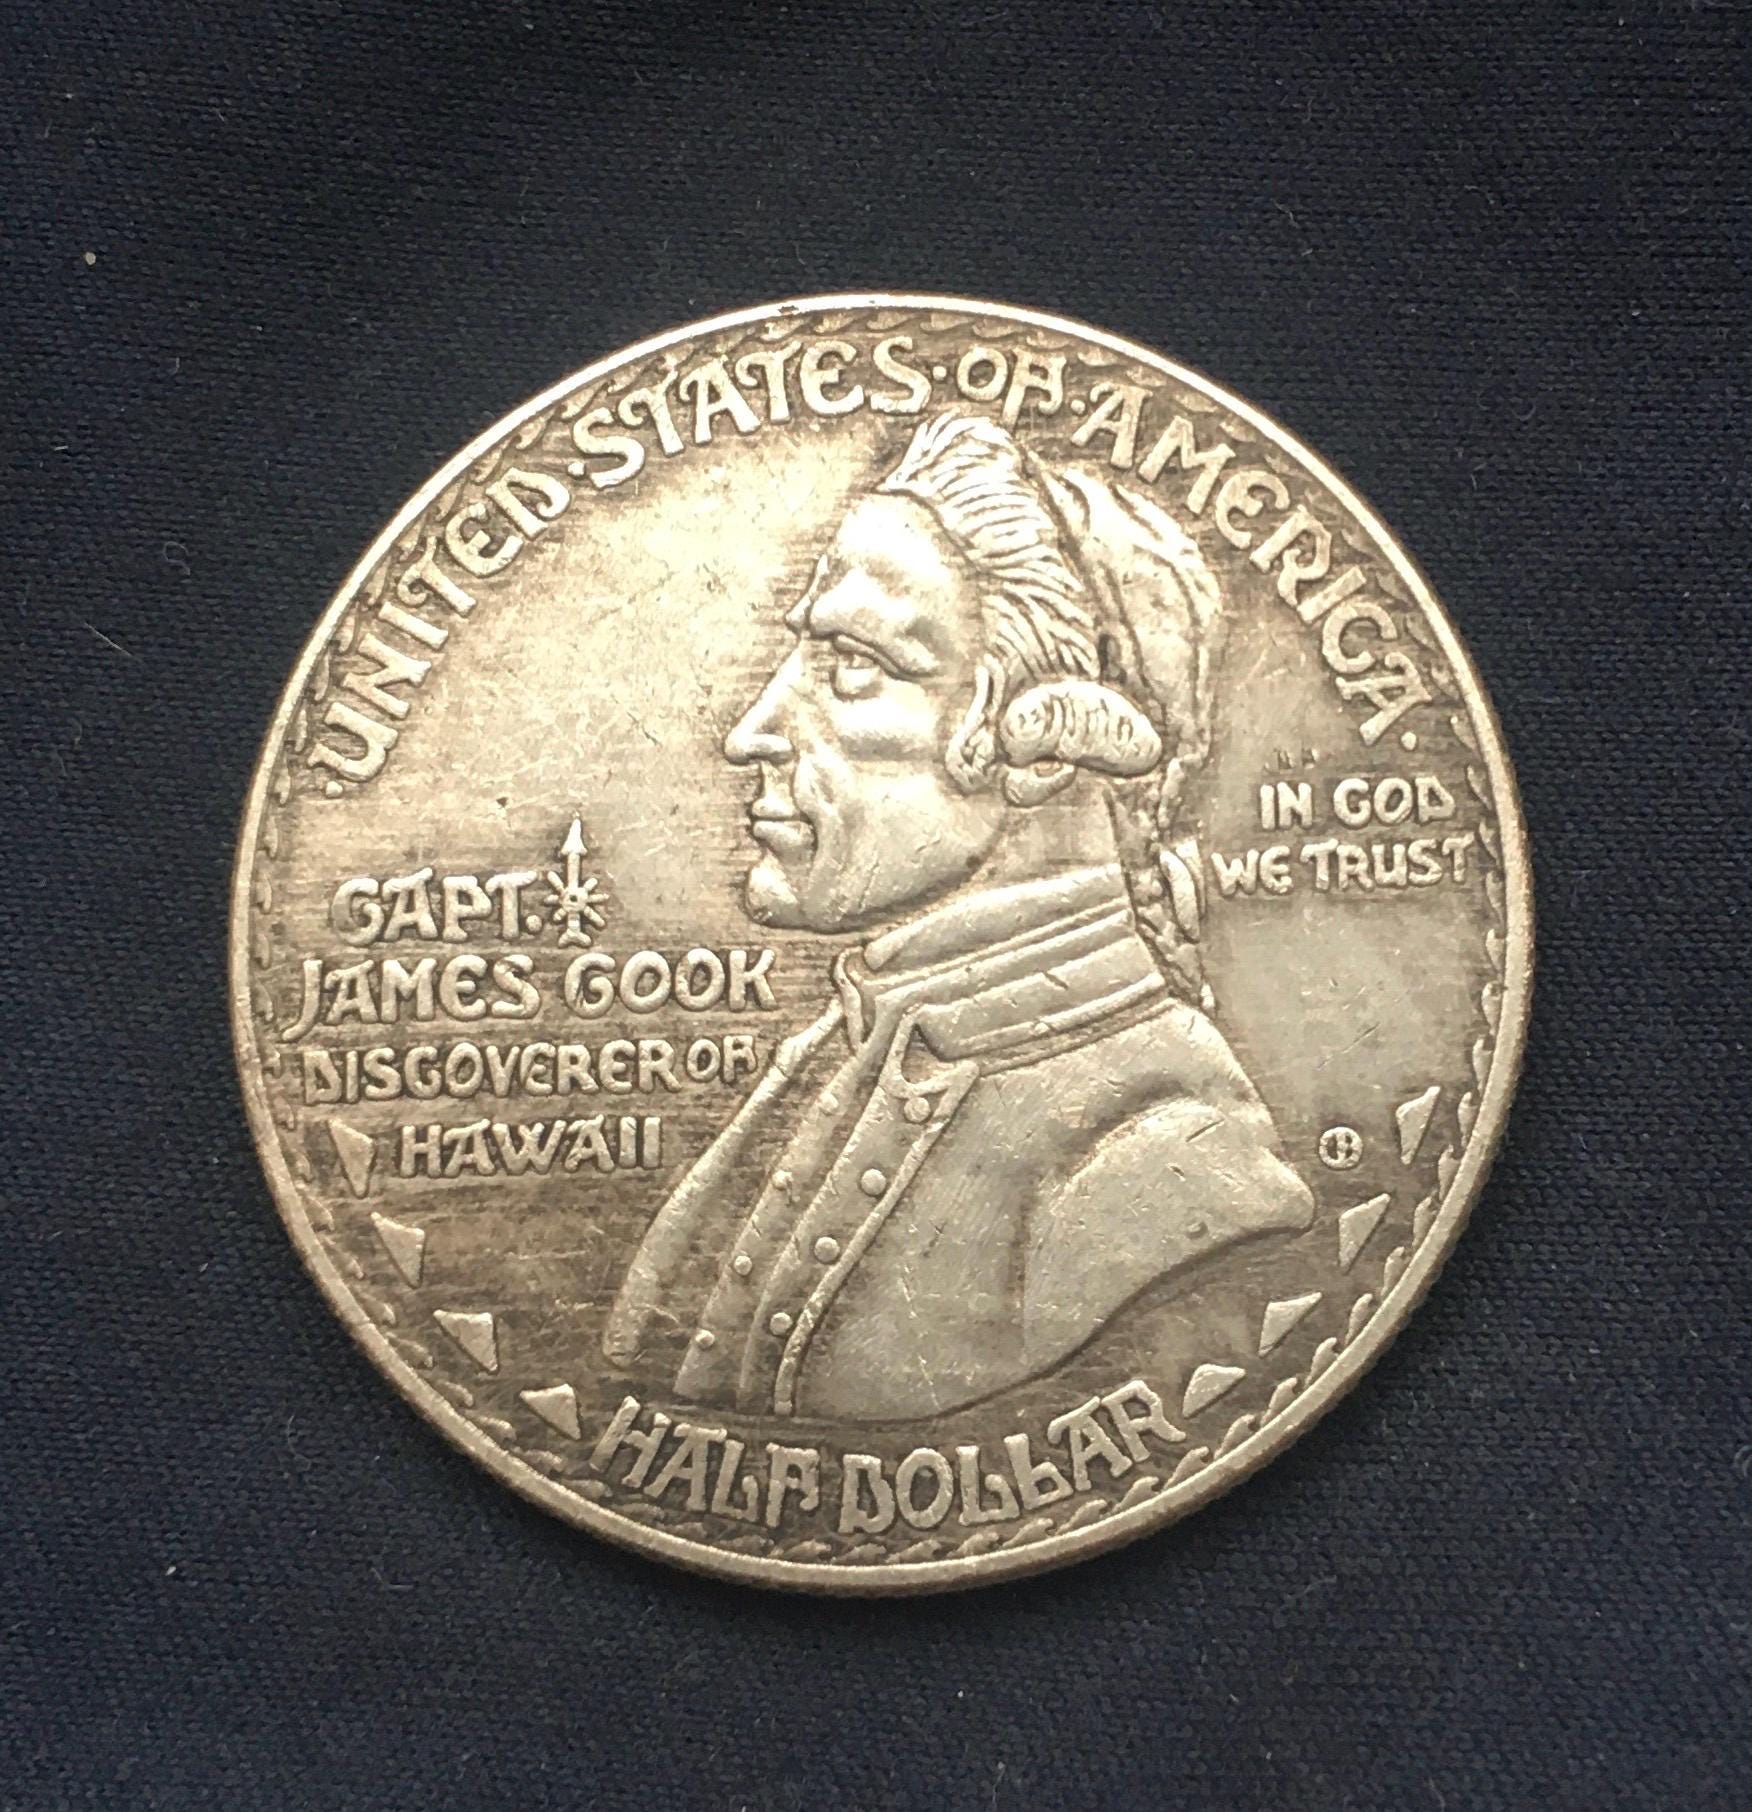 ·UNITED·STATES·OF·AMERICA·
IN GOD
WE TRUST
CAPT.
JAMES COOK
DISCOVERER OF
HAWAII
HALF DOLLAR